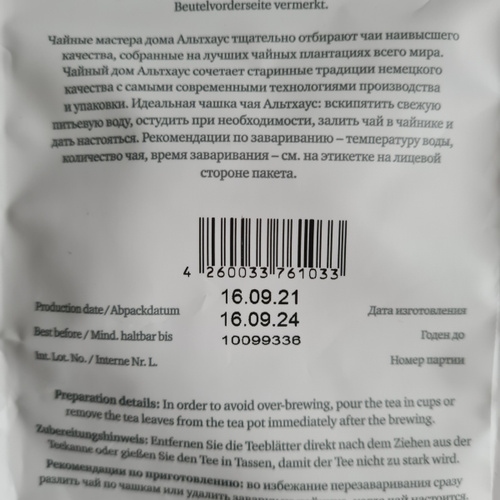 Beutelvorderseite vermerkt.
Чайные мастера дома Альтхаус тщательно отбирают чаи наивысшего
качества, собранные на лучших чайных плантациях всего мира.
Чайный дом Альтхаус сочетает старинные традиции немецкого
качества с самыми современными технологиями производства
и упаковки. Идеальная чашка чая Альтхаус: вскипятить свежую
питьевую воду, остудить при необходимости, залить чай в чайнике и
дать настояться. Рекомендации по завариванию – температуру воды,
количество чая, время заваривания – см. на этикетке на лицевой
стороне пакета.
4 260033 761033
16.09.21
Production date / Abpackdatum
Дата изготовления
16.09.24
Best before / Mind. haltbar bis
Годен до
10099336
Int. Lot. No. / Interne Nr. L.
Номер партии
Preparation details: In order to avoid over-brewing, pour the tea in cups or
remove the tea leaves from the tea pot immediately after the brewing.
Zubereitungshinweis: Entfernen Sie die Teeblätter direkt nach dem Ziehen aus der
Teekanne oder gießen Sie den Tee in Tassen, damit der Tee nicht zu stark wird.
Рекомендации по приготовлению: во избежание перезаваривания сразу
разлить чай по чашкам или удалить